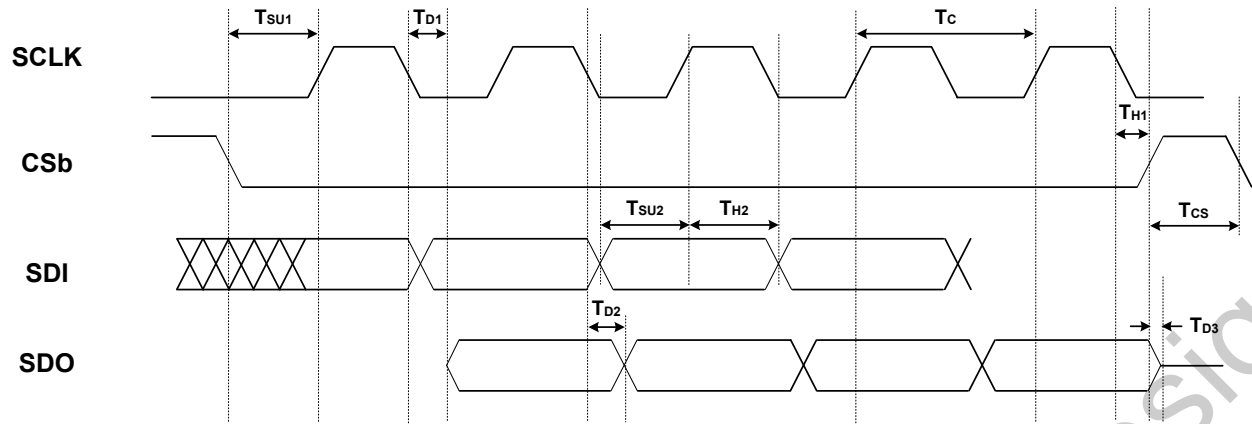 TSU1 TD1 TC
SCLK
TH1
CSb
TSU2 TH2 TCS
SDI
TD2 TD3
SDO